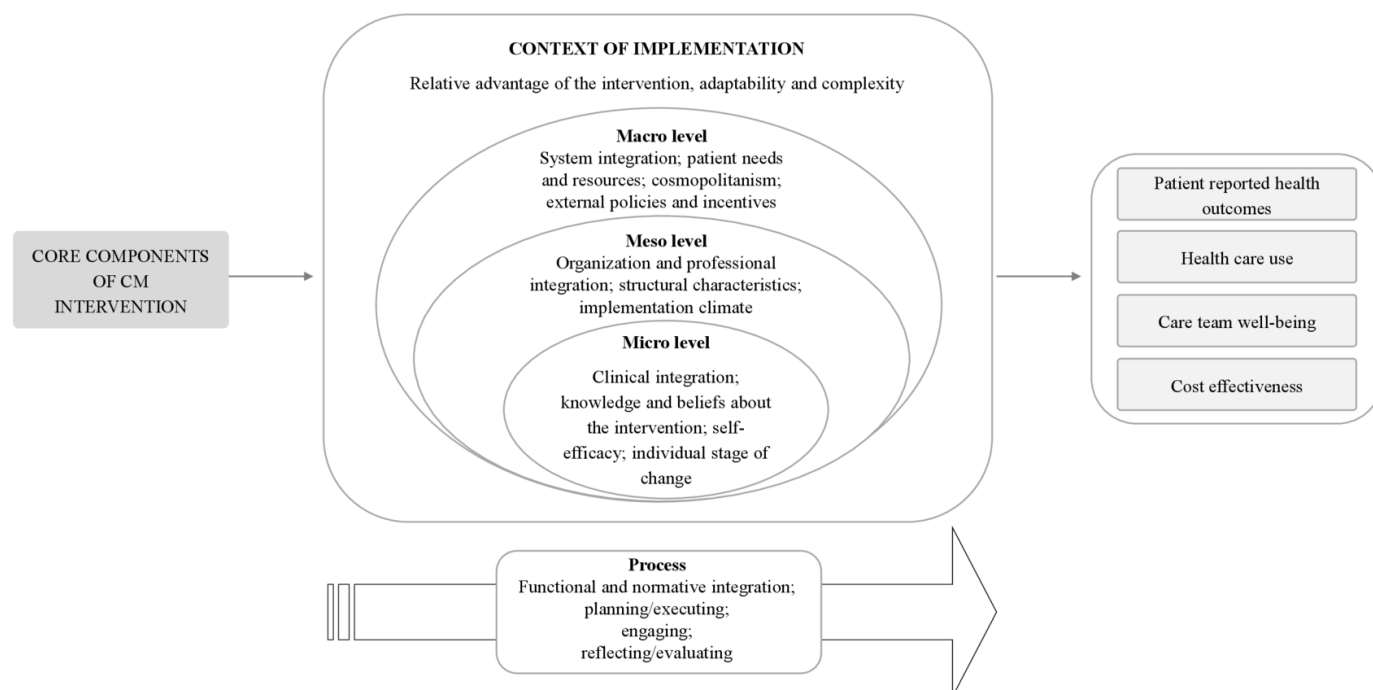 CONTEXT OF IMPLEMENTATION
Relative advantage of the intervention, adaptability and complexity
Macro level
System integration; patient needs
and resources; cosmopolitanism;
external policies and incentives
Meso level
Organization and professional
integration; structural characteristics;
implementation climate
Micro level
Clinical integration;
knowledge and beliefs about
the intervention; self-
efficacy; individual stage of
change
CORE COMPONENTS
OF CM
INTERVENTION
Patient reported health
outcomes
Health care use
Care team well-being
Cost effectiveness
Process
Functional and normative integration;
planning/executing;
engaging;
reflecting/evaluating